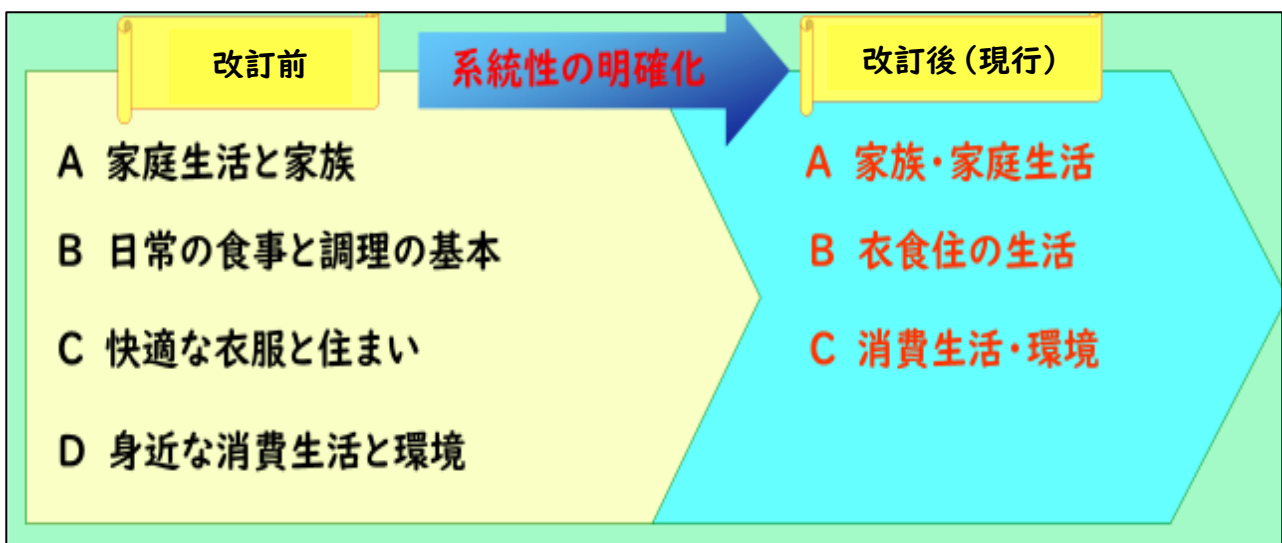 改訂前
系統性の明確化
改訂後(現行)
A 家庭生活と家族
B 日常の食事と調理の基本
C 快適な衣服と住まい
D 身近な消費生活と環境
A 家族・家庭生活
B 衣食住の生活
C 消費生活・環境